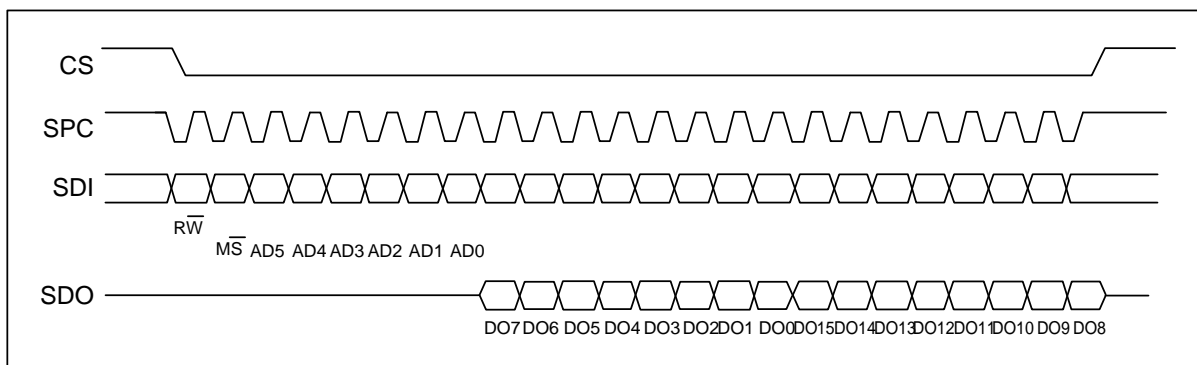 CS
SPC
SDI
RW̅
MS̅ AD5 AD4 AD3 AD2 AD1 AD0
SDO
DO7 DO6 DO5 DO4 DO3 DO2 DO1 DO0 DO15 DO14 DO13 DO12 DO11 DO10 DO9 DO8